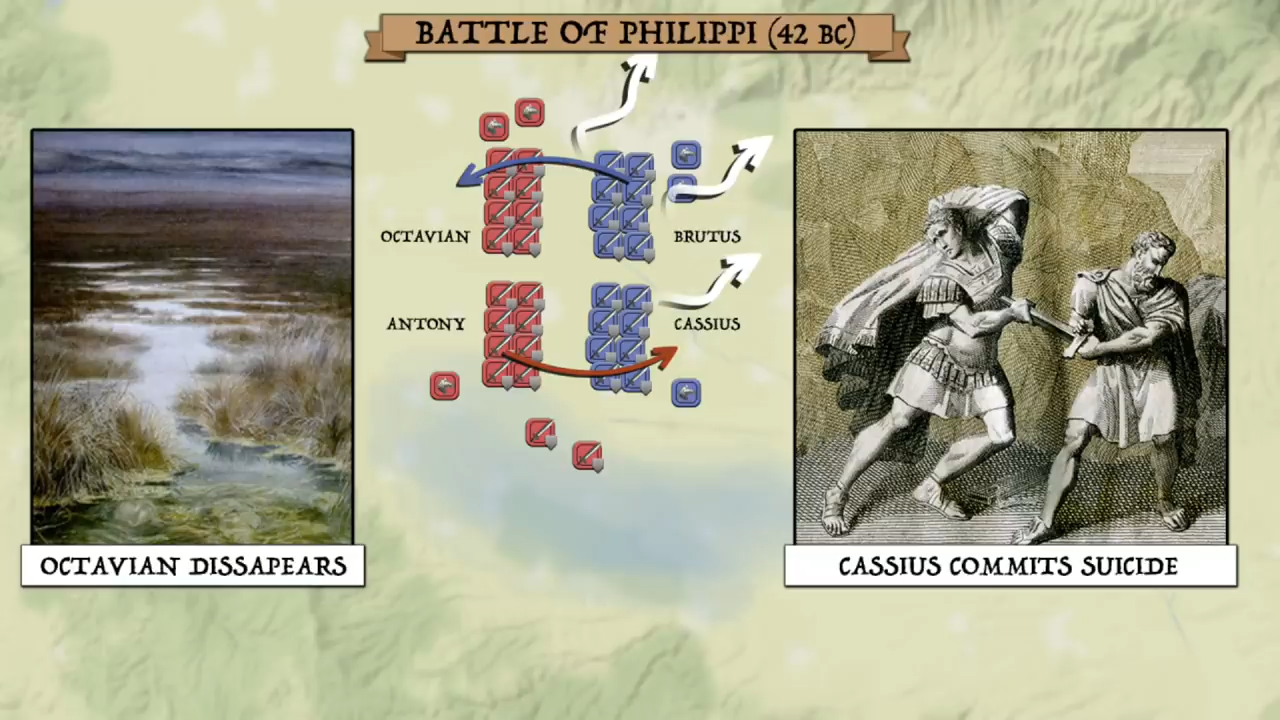 BATTLE OF PHILIPPI (42 BC)
OCTAVIAN
BRUTUS
ANTONY
CASSIUS
OCTAVIAN DISSAPEARS
CASSIUS COMMITS SUICIDE